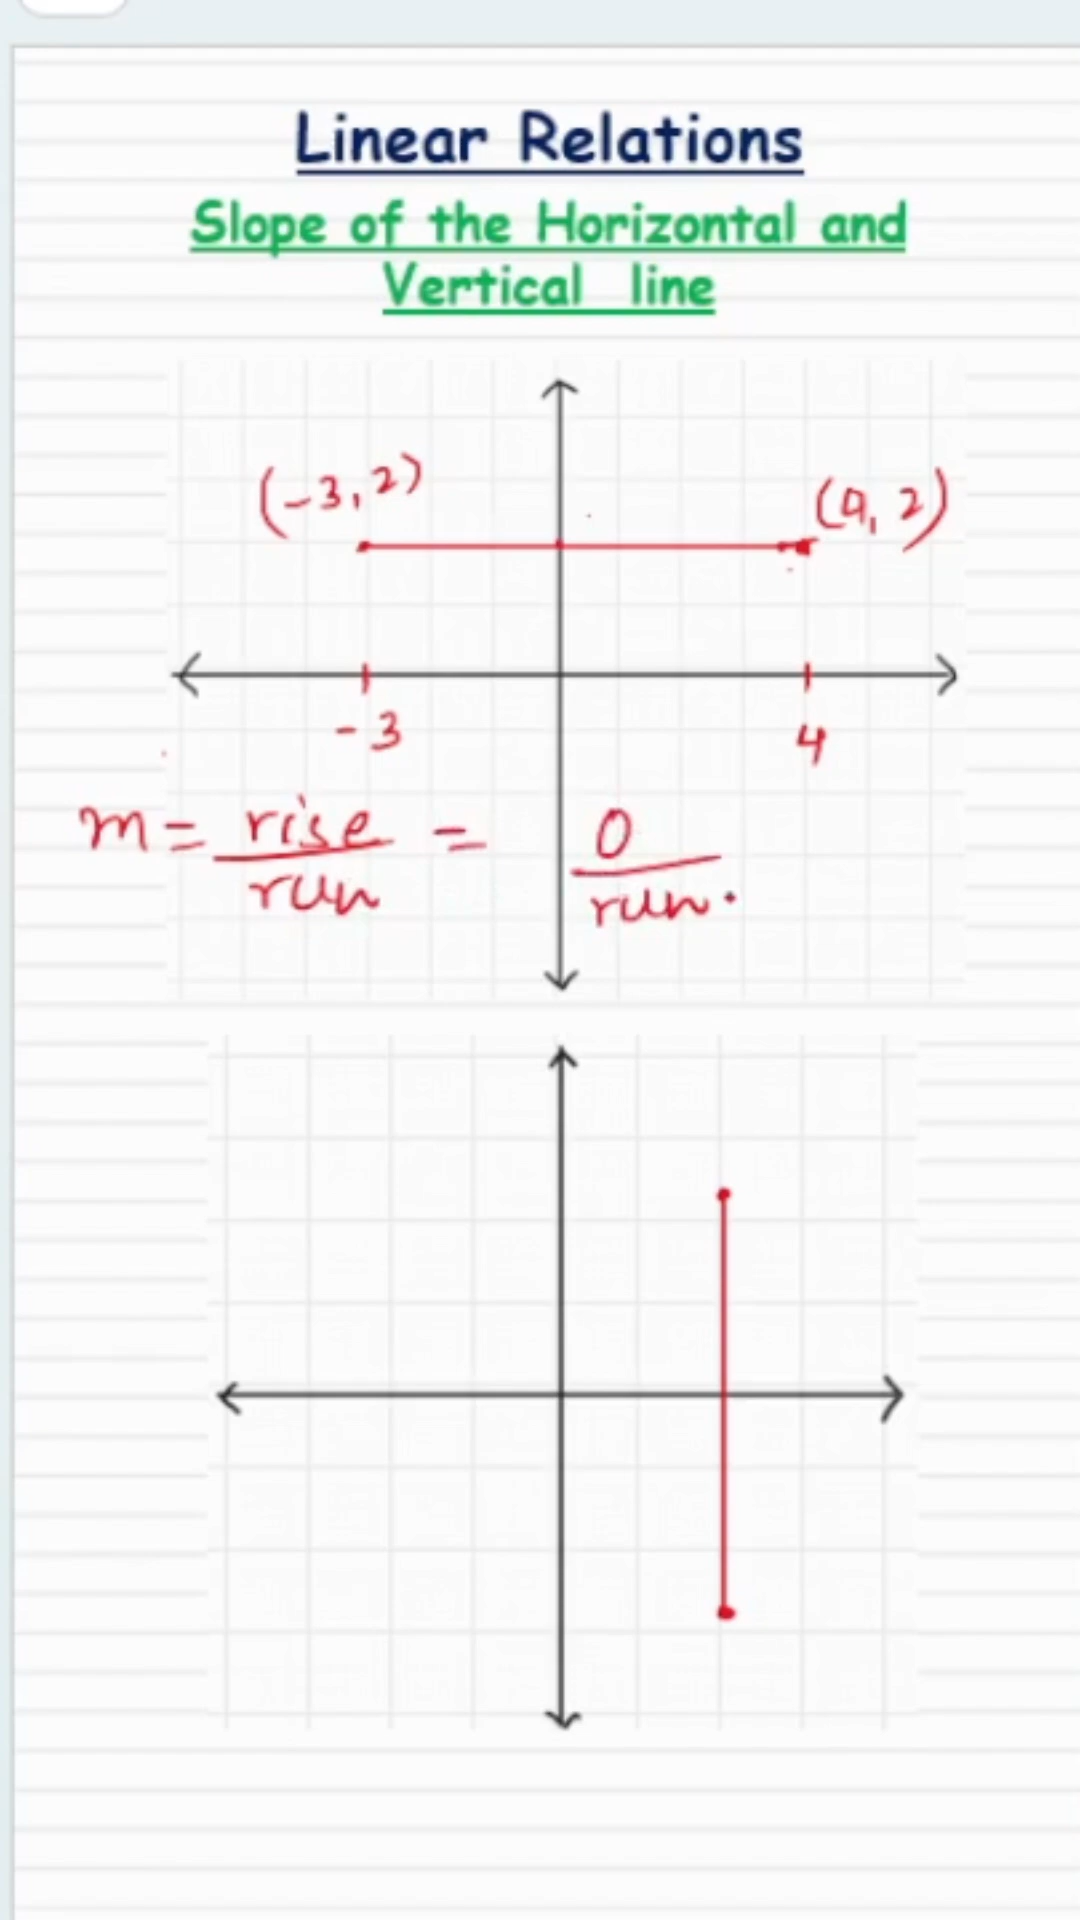 Linear Relations
Slope of the Horizontal and
Vertical line
(-3, 2) (4, 2)
-3 4
m = rise/run = 0/run.